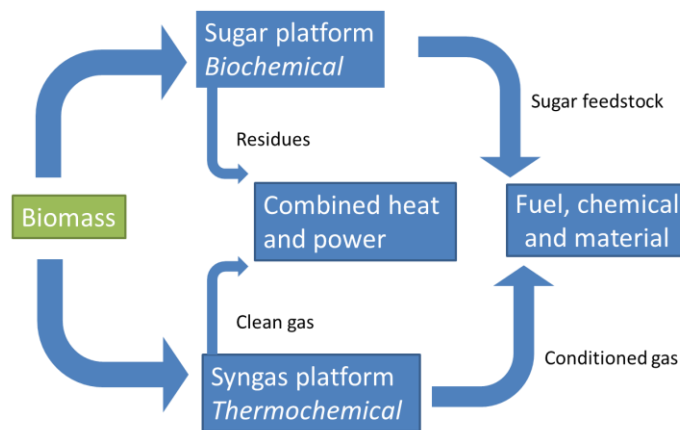 Sugar platform
Biochemical
Sugar feedstock
Residues
Biomass
Combined heat
and power
Fuel, chemical
and material
Clean gas
Conditioned gas
Syngas platform
Thermochemical